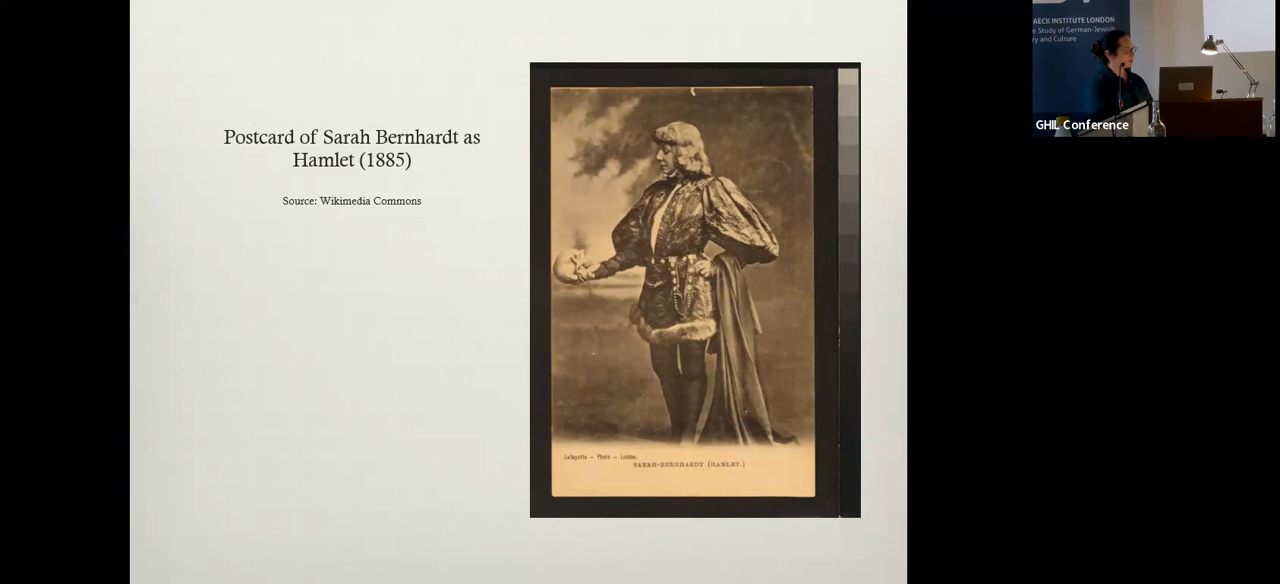 Postcard of Sarah Bernhardt as
Hamlet (1885)
Source: Wikimedia Commons
Lafayette – Photo – London.
SARAH-BERNHARDT (HAMLET.)
AECK INSTITUTE LONDON
e Study of German-Jewish
ry and Culture
GHIL Conference